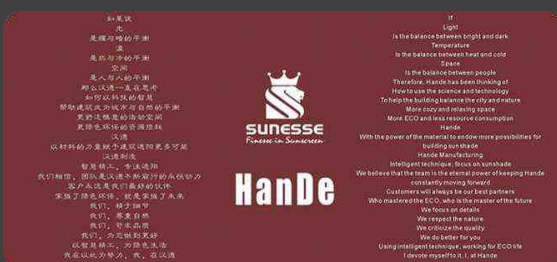 如果说
光
是耀与暗的平衡
温
是热与冷的平衡
空间
是人与人的平衡
那么汉德一直在思考
如何以科技的智慧
帮助建筑成为城市与自然的平衡
更舒适惬意的活动空间
更绿色环保的资源损耗
汉德
以材料的力量赋予建筑遮阳更多可能
汉德制造
智慧精工，专注遮阳
我们相信，团队是汉德不断前行的永恒动力
客户永远是我们最好的伙伴
掌握了绿色环保，就是掌握了未来
我们，精于细节
我们，尊重自然
我们，苛求品质
我们，为您做到更好
以智慧精工，为绿色生活
我在以此为努力，我，在汉德
SUNESSE
Finesse in Sunscreen
HanDe
If
Light
Is the balance between bright and dark
Temperature
Is the balance between heat and cold
Space
Is the balance between people
Therefore, Hande has been thinking of
How to use the science and technology
To help the building balance the city and nature
More cozy and relaxing space
More ECO and less resource consumption
Hande
With the power of the material to endow more possibilities for
building sunshade
Hande Manufacturing
Intelligent technique, focus on sunshade
We believe that the team is the eternal power of keeping Hande
constantly moving forward
Customers will always be our best partners
Who mastered the ECO, who is the master of the future
We focus on details
We respect the nature
We criticize the quality
We do better for you
Using intelligent technique, working for ECO life
I devote myself to it, I, at Hande